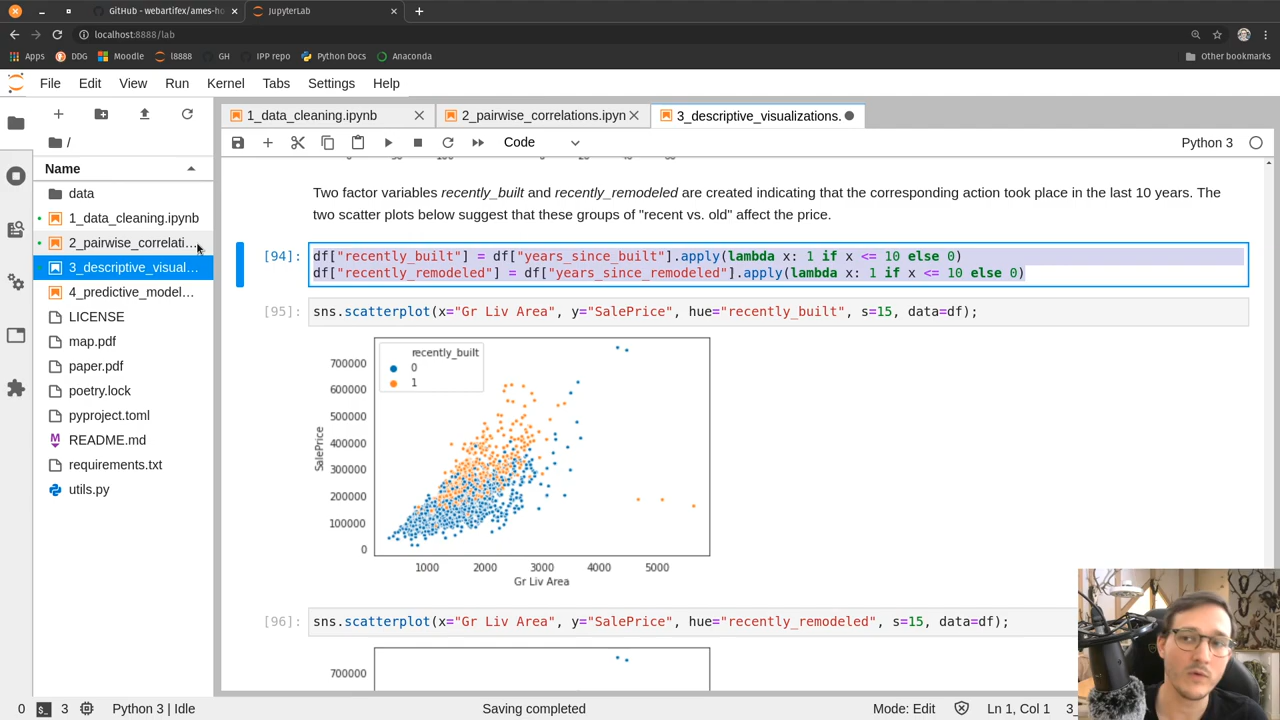 GitHub - webartifex/ames-ho
JupyterLab
localhost:8888/lab
Apps
DDG
Moodle
l8888
GH
IPP repo
Python Docs
Anaconda
Other bookmarks
File Edit View Run Kernel Tabs Settings Help
1_data_cleaning.ipynb
2_pairwise_correlations.ipyn
3_descriptive_visualizations.
/
Code
Python 3
Name
data
1_data_cleaning.ipynb
2_pairwise_correlati...
3_descriptive_visual...
4_predictive_model...
LICENSE
map.pdf
paper.pdf
poetry.lock
pyproject.toml
README.md
requirements.txt
utils.py
Two factor variables recently_built and recently_remodeled are created indicating that the corresponding action took place in the last 10 years. The
two scatter plots below suggest that these groups of "recent vs. old" affect the price.
[94]: df["recently_built"] = df["years_since_built"].apply(lambda x: 1 if x <= 10 else 0)
df["recently_remodeled"] = df["years_since_remodeled"].apply(lambda x: 1 if x <= 10 else 0)
[95]: sns.scatterplot(x="Gr Liv Area", y="SalePrice", hue="recently_built", s=15, data=df);
recently_built
0
1
700000
600000
500000
400000
300000
200000
100000
0
SalePrice
1000 2000 3000 4000 5000
Gr Liv Area
[96]: sns.scatterplot(x="Gr Liv Area", y="SalePrice", hue="recently_remodeled", s=15, data=df);
700000
0
3
Python 3 | Idle
Saving completed
Mode: Edit
Ln 1, Col 1
3_